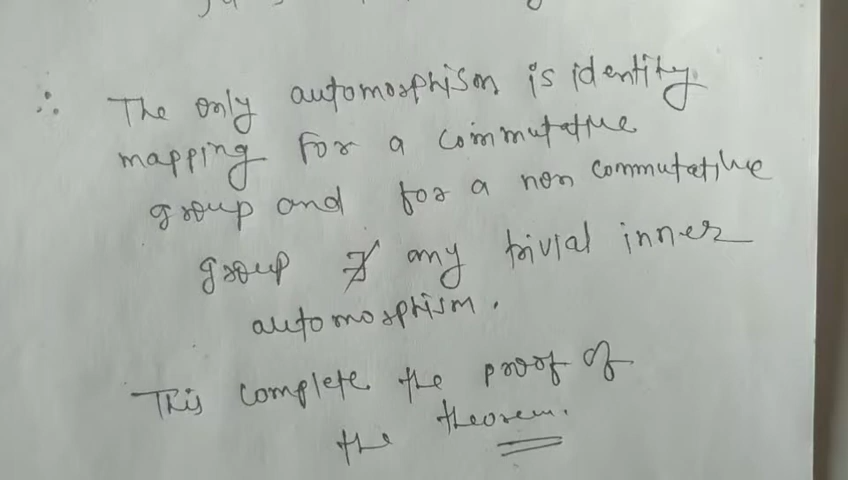 ∴ The only automorphism is identity
mapping for a commutative
group and for a non commutative
group ∄ any trivial inner
automorphism.
This complete the proof of
the theorem.